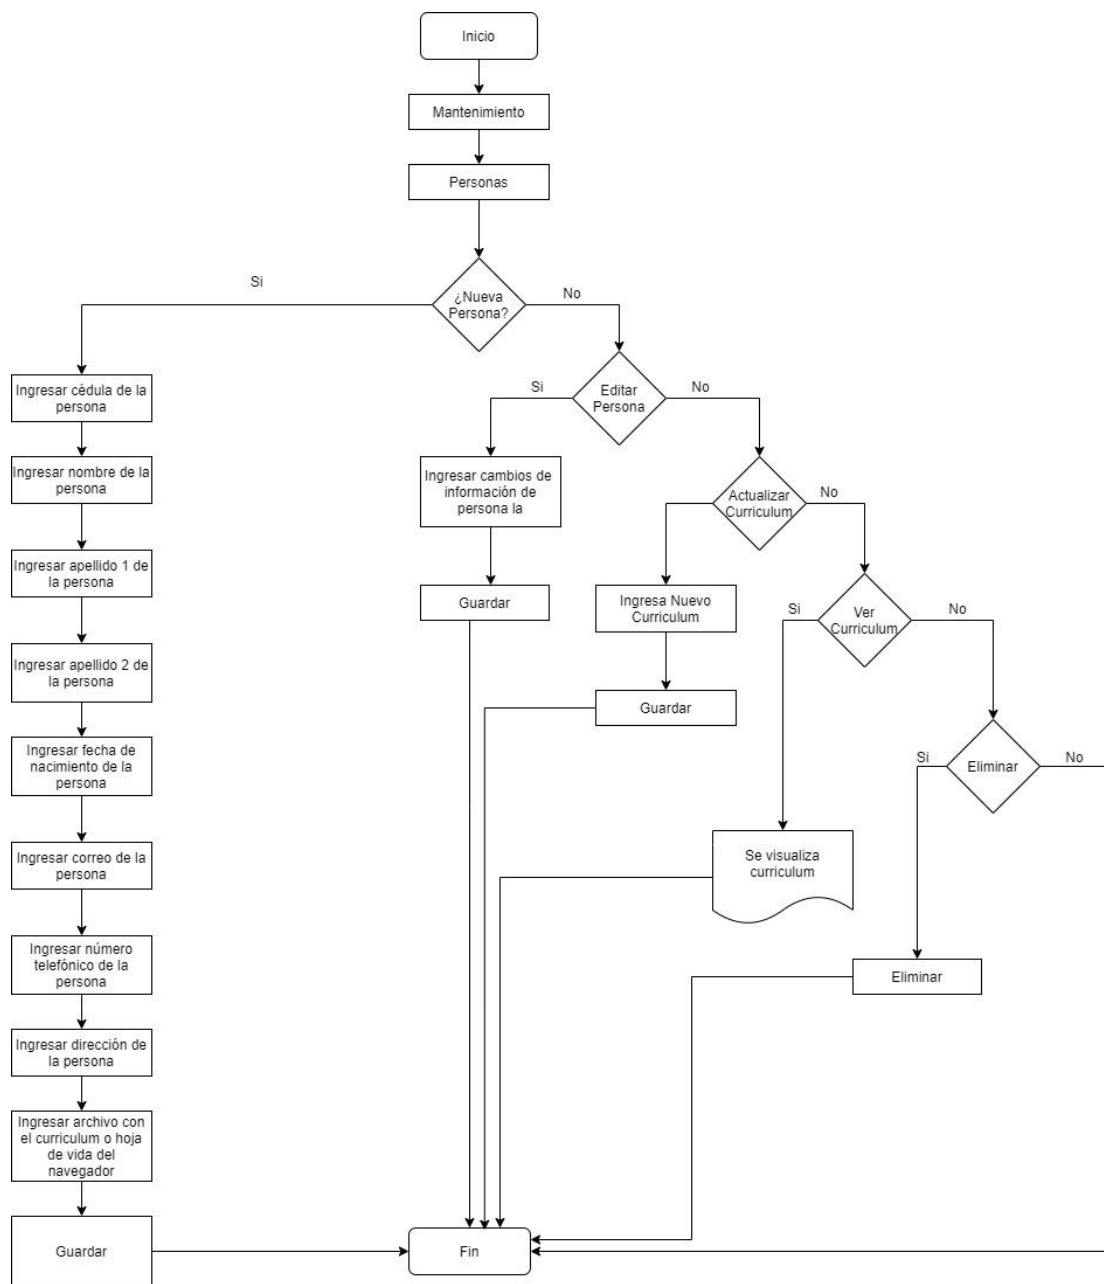 Inicio
Mantenimiento
Personas
¿Nueva
Persona?
Si
No
Ingresar cédula de la
persona
Ingresar nombre de la
persona
Ingresar apellido 1 de
la persona
Ingresar apellido 2 de
la persona
Ingresar fecha de
nacimiento de la
persona
Ingresar correo de la
persona
Ingresar número
telefónico de la
persona
Ingresar dirección de
la persona
Ingresar archivo con
el curriculum o hoja
de vida del
navegador
Guardar
Editar
Persona
Si
No
Ingresar cambios de
información de
persona la
Guardar
Actualizar
Curriculum
No
Ingresa Nuevo
Curriculum
Guardar
Ver
Curriculum
Si
No
Se visualiza
curriculum
Eliminar
Si
No
Eliminar
Fin